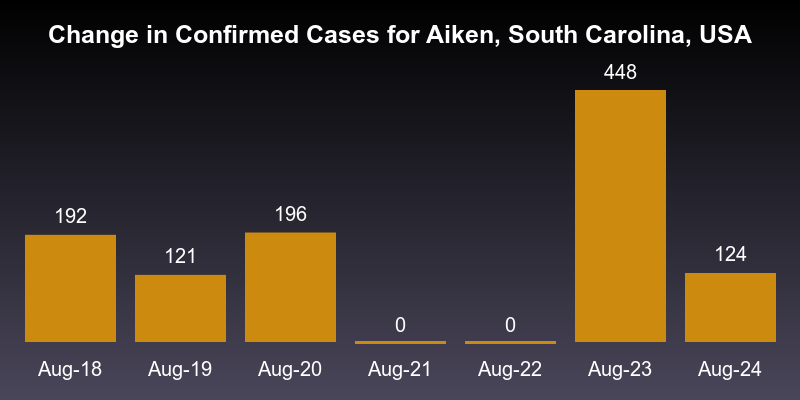 Change in Confirmed Cases for Aiken, South Carolina, USA
448
192
196
121
124
0
0
Aug-18
Aug-19
Aug-20
Aug-21
Aug-22
Aug-23
Aug-24